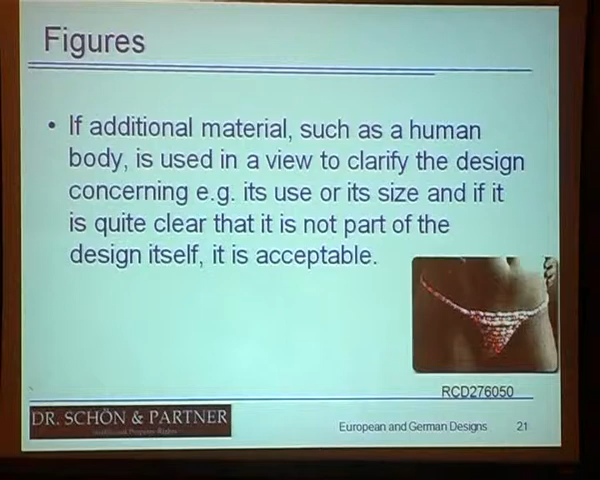 Figures
• If additional material, such as a human
body, is used in a view to clarify the design
concerning e.g. its use or its size and if it
is quite clear that it is not part of the
design itself, it is acceptable.
RCD276050
DR. SCHÖN & PARTNER
European and German Designs 21